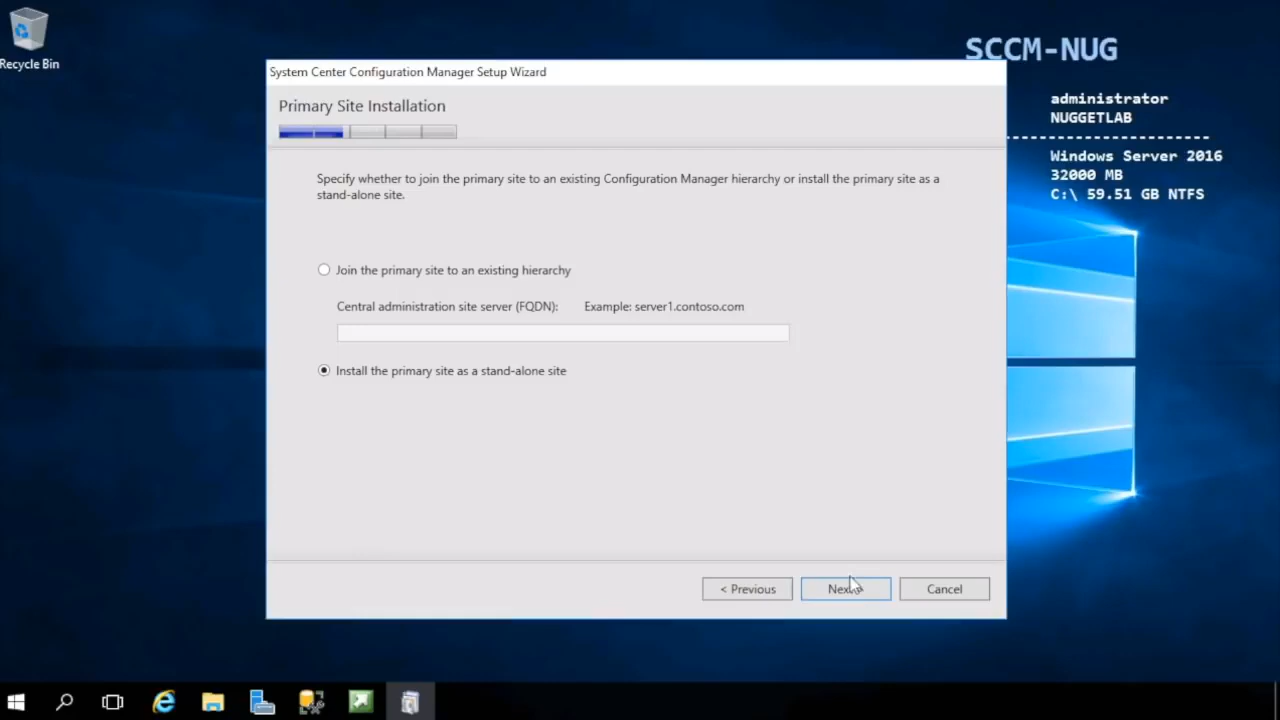 Recycle Bin
SCCM-NUG
administrator
NUGGETLAB
Windows Server 2016
32000 MB
C:\ 59.51 GB NTFS
System Center Configuration Manager Setup Wizard
Primary Site Installation
Specify whether to join the primary site to an existing Configuration Manager hierarchy or install the primary site as a
stand-alone site.
Join the primary site to an existing hierarchy
Central administration site server (FQDN): Example: server1.contoso.com
Install the primary site as a stand-alone site
< Previous Next > Cancel